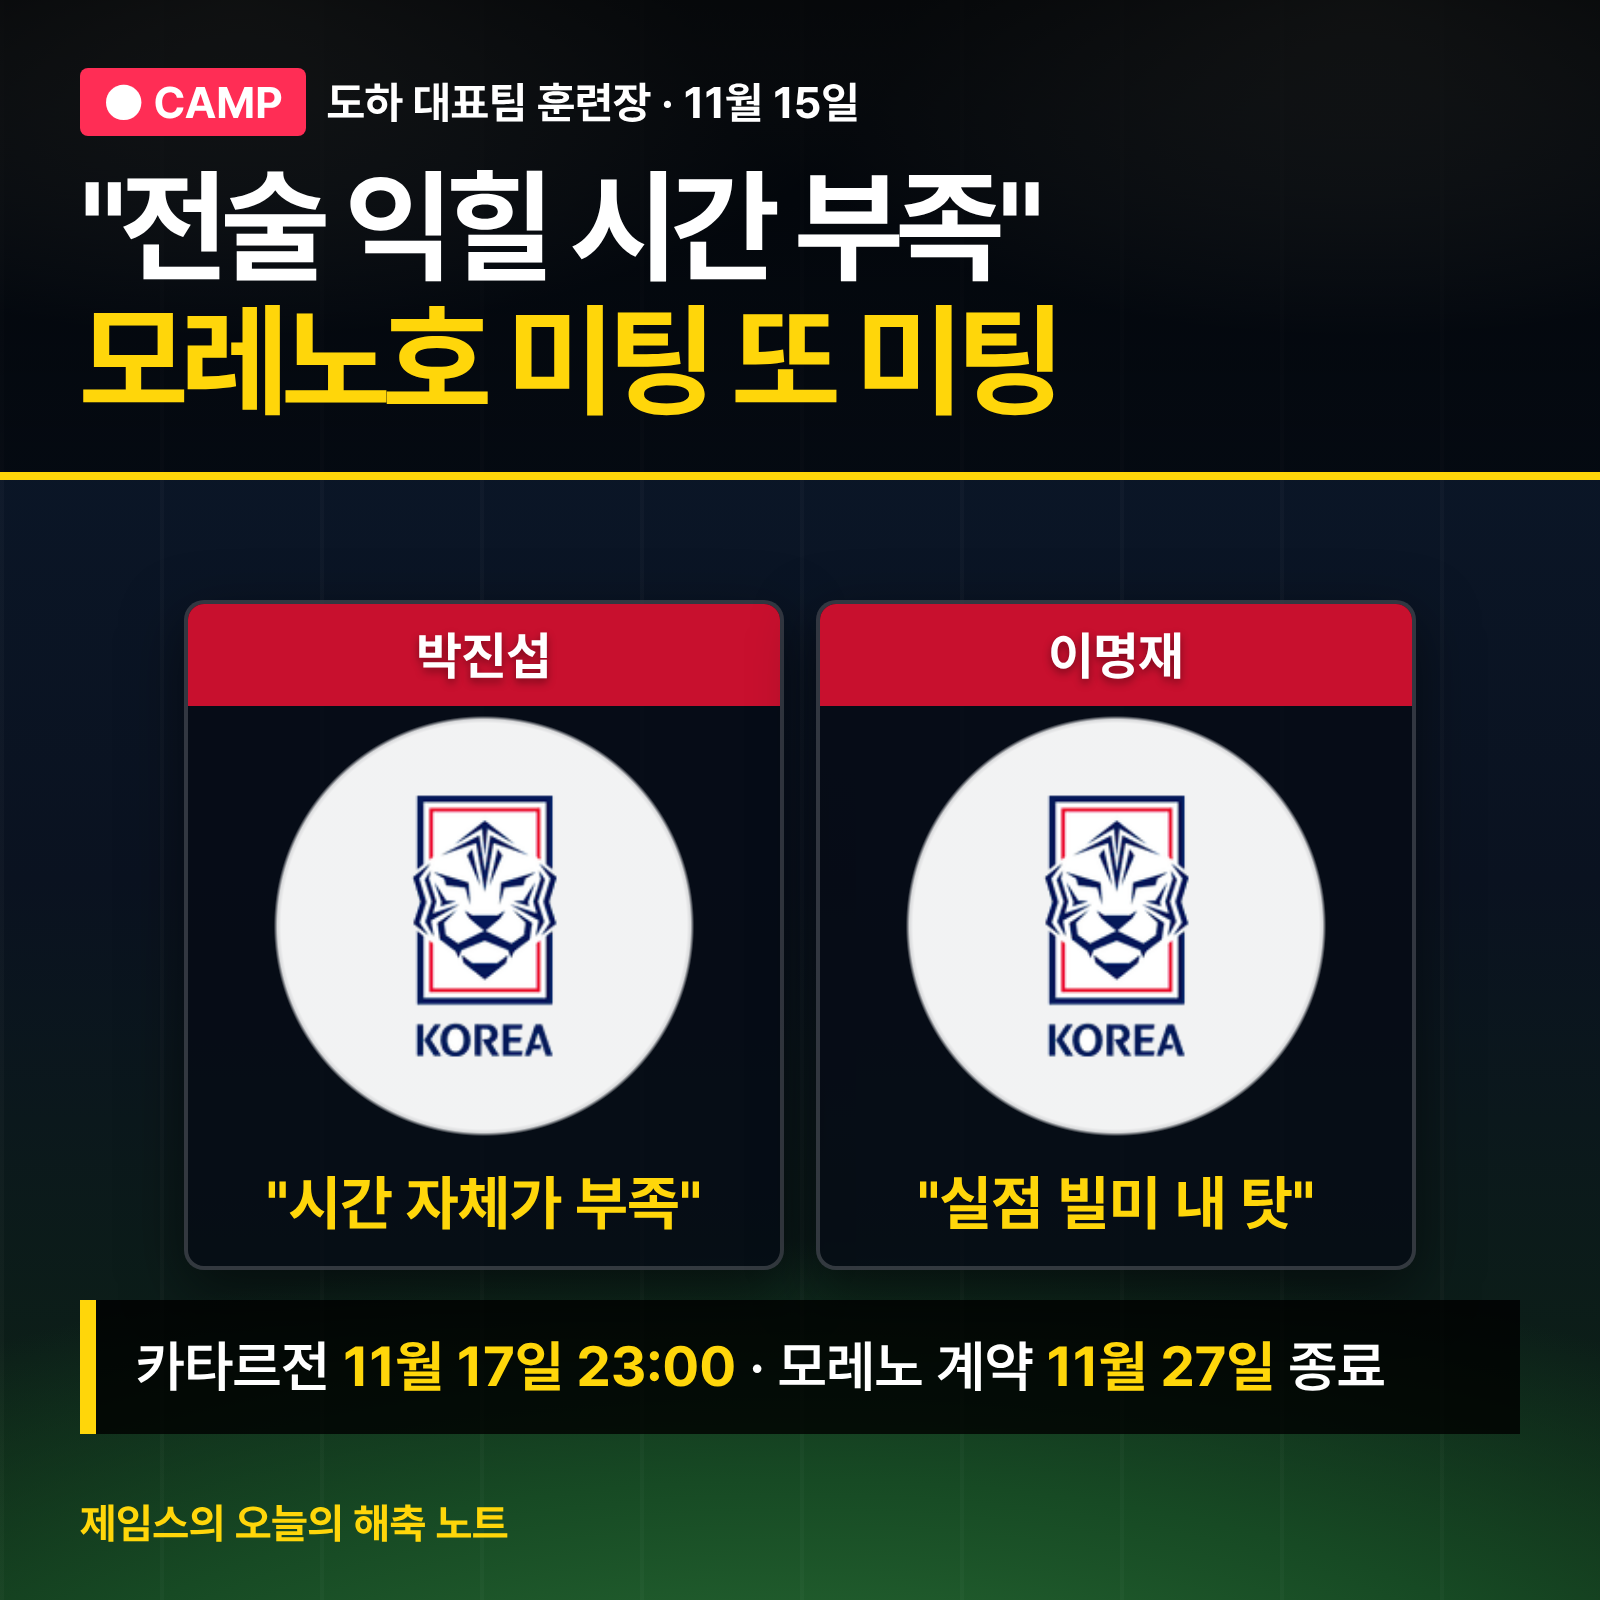 CAMP 도하 대표팀 훈련장 · 11월 15일
"전술 익힐 시간 부족"
모레노호 미팅 또 미팅
박진섭
KOREA
"시간 자체가 부족"
이명재
KOREA
"실점 빌미 내 탓"
카타르전 11월 17일 23:00 · 모레노 계약 11월 27일 종료
제임스의 오늘의 해축 노트